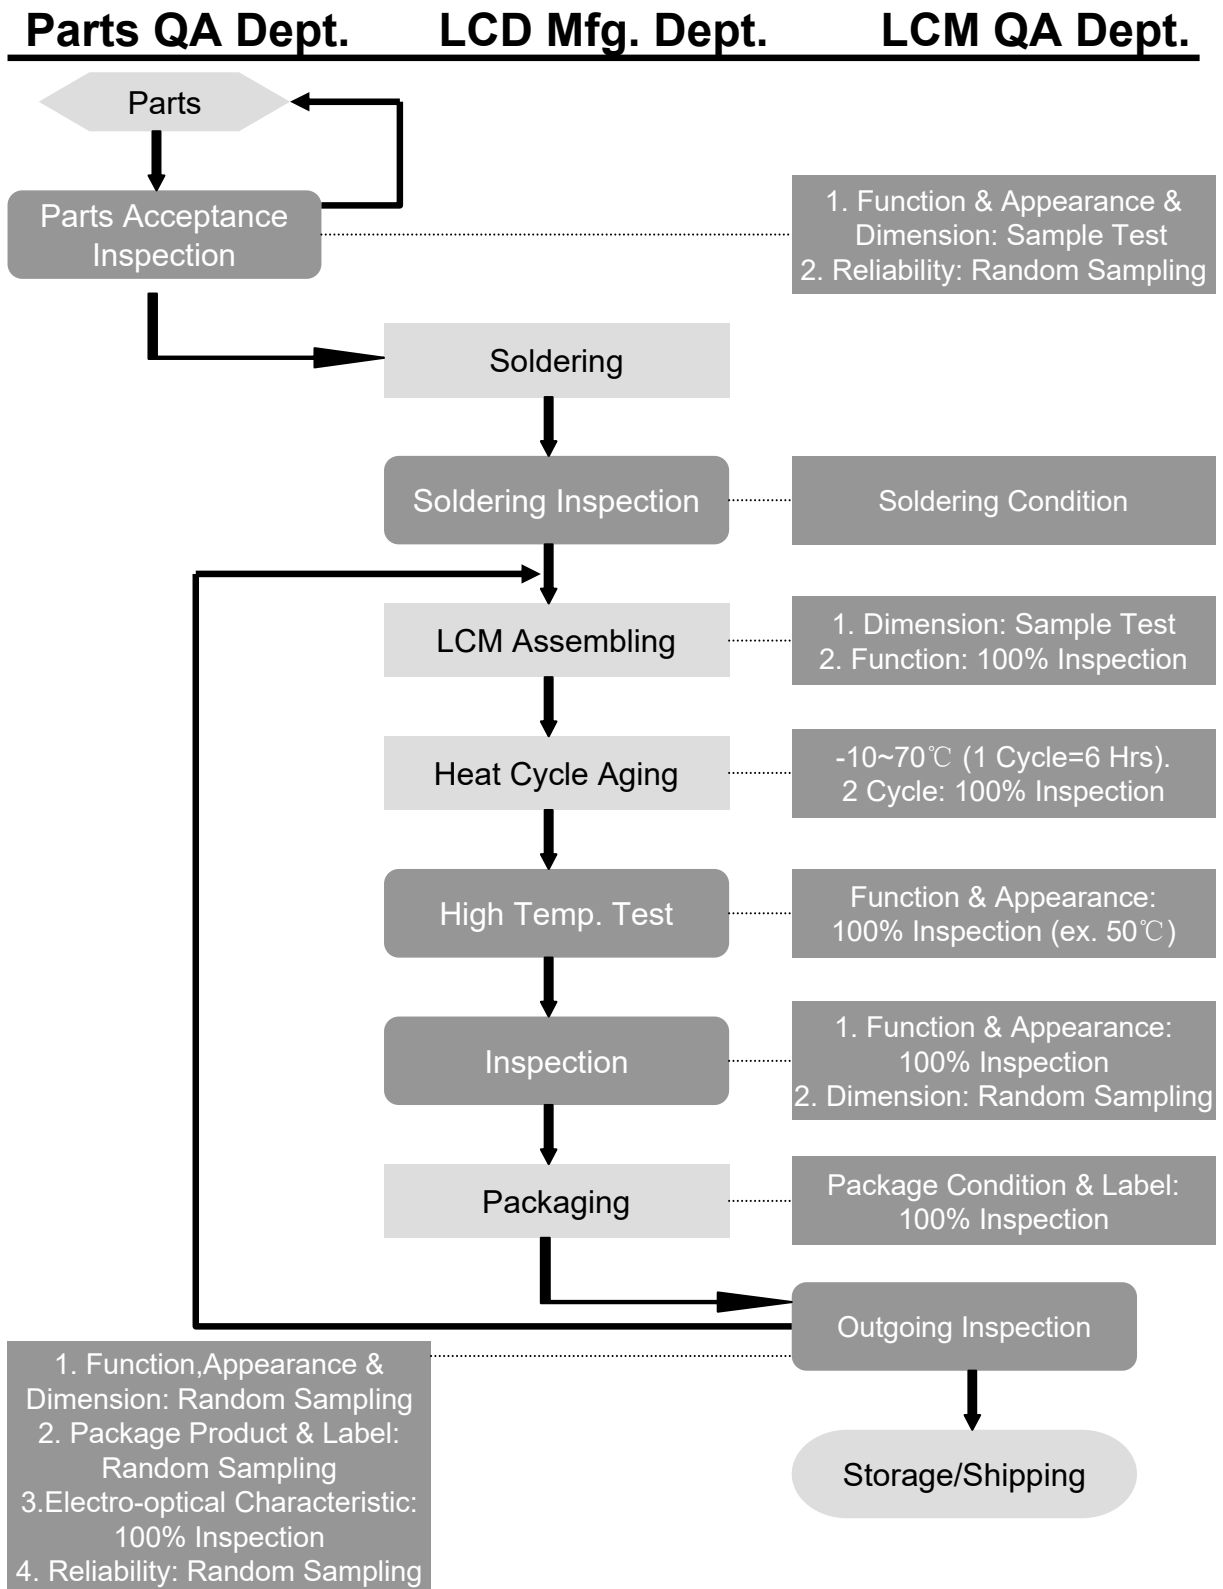 Parts QA Dept. LCD Mfg. Dept. LCM QA Dept.
Parts
Parts Acceptance
Inspection
1. Function & Appearance &
Dimension: Sample Test
2. Reliability: Random Sampling
Soldering
Soldering Inspection
Soldering Condition
LCM Assembling
1. Dimension: Sample Test
2. Function: 100% Inspection
Heat Cycle Aging
-10~70℃ (1 Cycle=6 Hrs).
2 Cycle: 100% Inspection
High Temp. Test
Function & Appearance:
100% Inspection (ex. 50℃)
Inspection
1. Function & Appearance:
100% Inspection
2. Dimension: Random Sampling
Packaging
Package Condition & Label:
100% Inspection
Outgoing Inspection
1. Function,Appearance &
Dimension: Random Sampling
2. Package Product & Label:
Random Sampling
3.Electro-optical Characteristic:
100% Inspection
4. Reliability: Random Sampling
Storage/Shipping